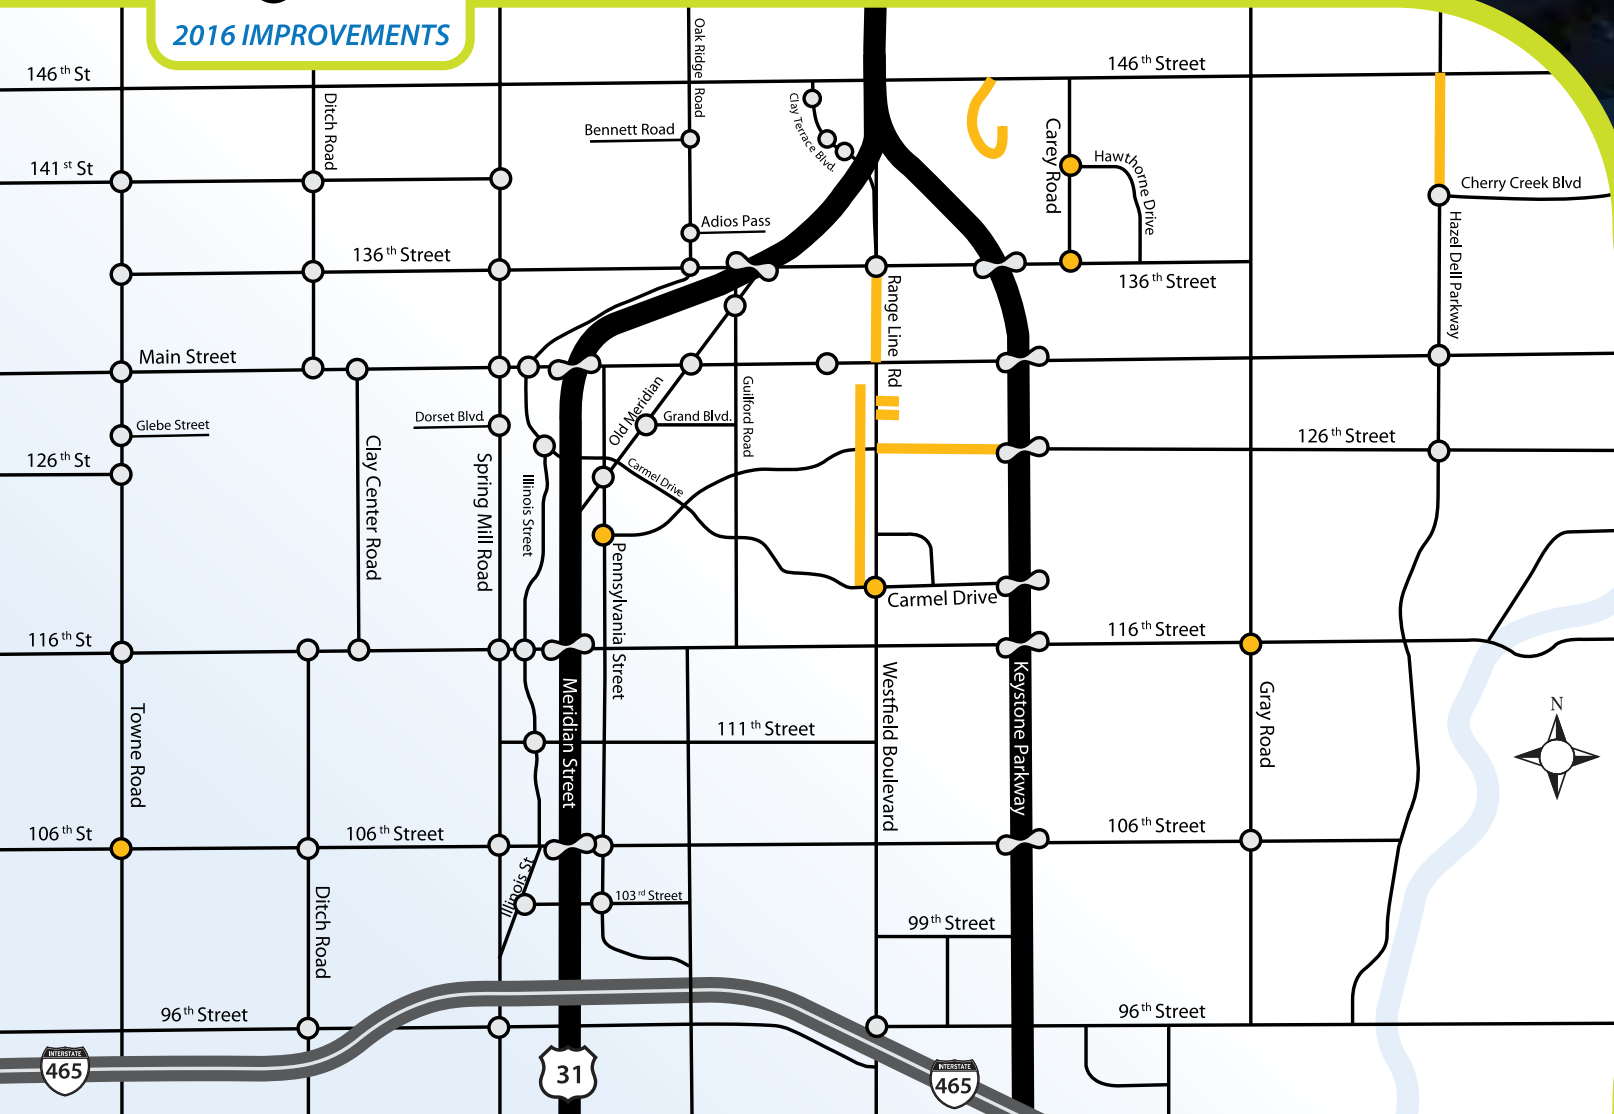 2016 IMPROVEMENTS
146th St
146th Street
Oak Ridge Road
Ditch Road
Clay Terrace Blvd.
Bennett Road
Carey Road
Hawthorne Drive
141st St
Cherry Creek Blvd
Adios Pass
Hazel Dell Parkway
136th Street
136th Street
Range Line Rd
Main Street
Old Meridian
Guilford Road
Glebe Street
Dorset Blvd.
Grand Blvd.
126th Street
126th St
Clay Center Road
Spring Mill Road
Illinois Street
Carmel Drive
Pennsylvania Street
Carmel Drive
116th St
116th Street
Towne Road
Meridian Street
Westfield Boulevard
Keystone Parkway
Gray Road
N
111th Street
106th St
106th Street
106th Street
Illinois St
103rd Street
Ditch Road
99th Street
96th Street
96th Street
INTERSTATE
465
31
INTERSTATE
465